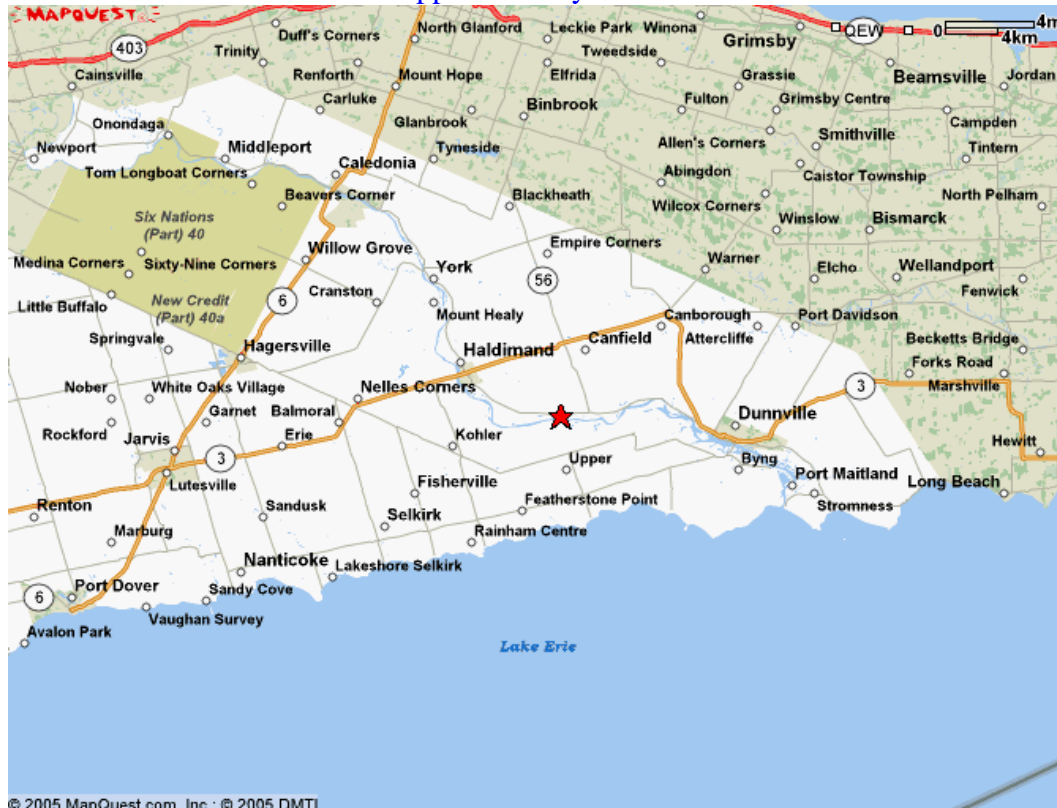 MAPQUEST
403
QEW
0
4m
4km
Duff's Corners
North Glanford
Leckie Park
Winona
Grimsby
Trinity
Tweedside
Cainsville
Renforth
Mount Hope
Elfrida
Grassie
Beamsville
Jordan
Carluke
Binbrook
Fulton
Grimsby Centre
Onondaga
Glanbrook
Campden
Newport
Middleport
Tyneside
Allen's Corners
Smithville
Tintern
Caledonia
Tom Longboat Corners
Abingdon
Caistor Township
Beavers Corner
Blackheath
Wilcox Corners
North Pelham
Six Nations
(Part) 40
Winslow
Bismarck
Willow Grove
Empire Corners
Medina Corners
Sixty-Nine Corners
York
Warner
Elcho
Wellandport
56
Fenwick
Little Buffalo
New Credit
(Part) 40a
6
Cranston
Mount Healy
Canborough
Port Davidson
Springvale
Hagersville
Haldimand
Canfield
Attercliffe
Becketts Bridge
Forks Road
Nober
White Oaks Village
Nelles Corners
3
Marshville
Garnet
Balmoral
Dunnville
Rockford
Jarvis
Erie
Kohler
Hewitt
3
Lutesville
Upper
Byng
Port Maitland
Long Beach
Renton
Sandusk
Fisherville
Featherstone Point
Stromness
Marburg
Selkirk
Rainham Centre
Nanticoke
Lakeshore Selkirk
6
Port Dover
Sandy Cove
Vaughan Survey
Avalon Park
Lake Erie
© 2005 MapQuest.com, Inc.; © 2005 DMTI